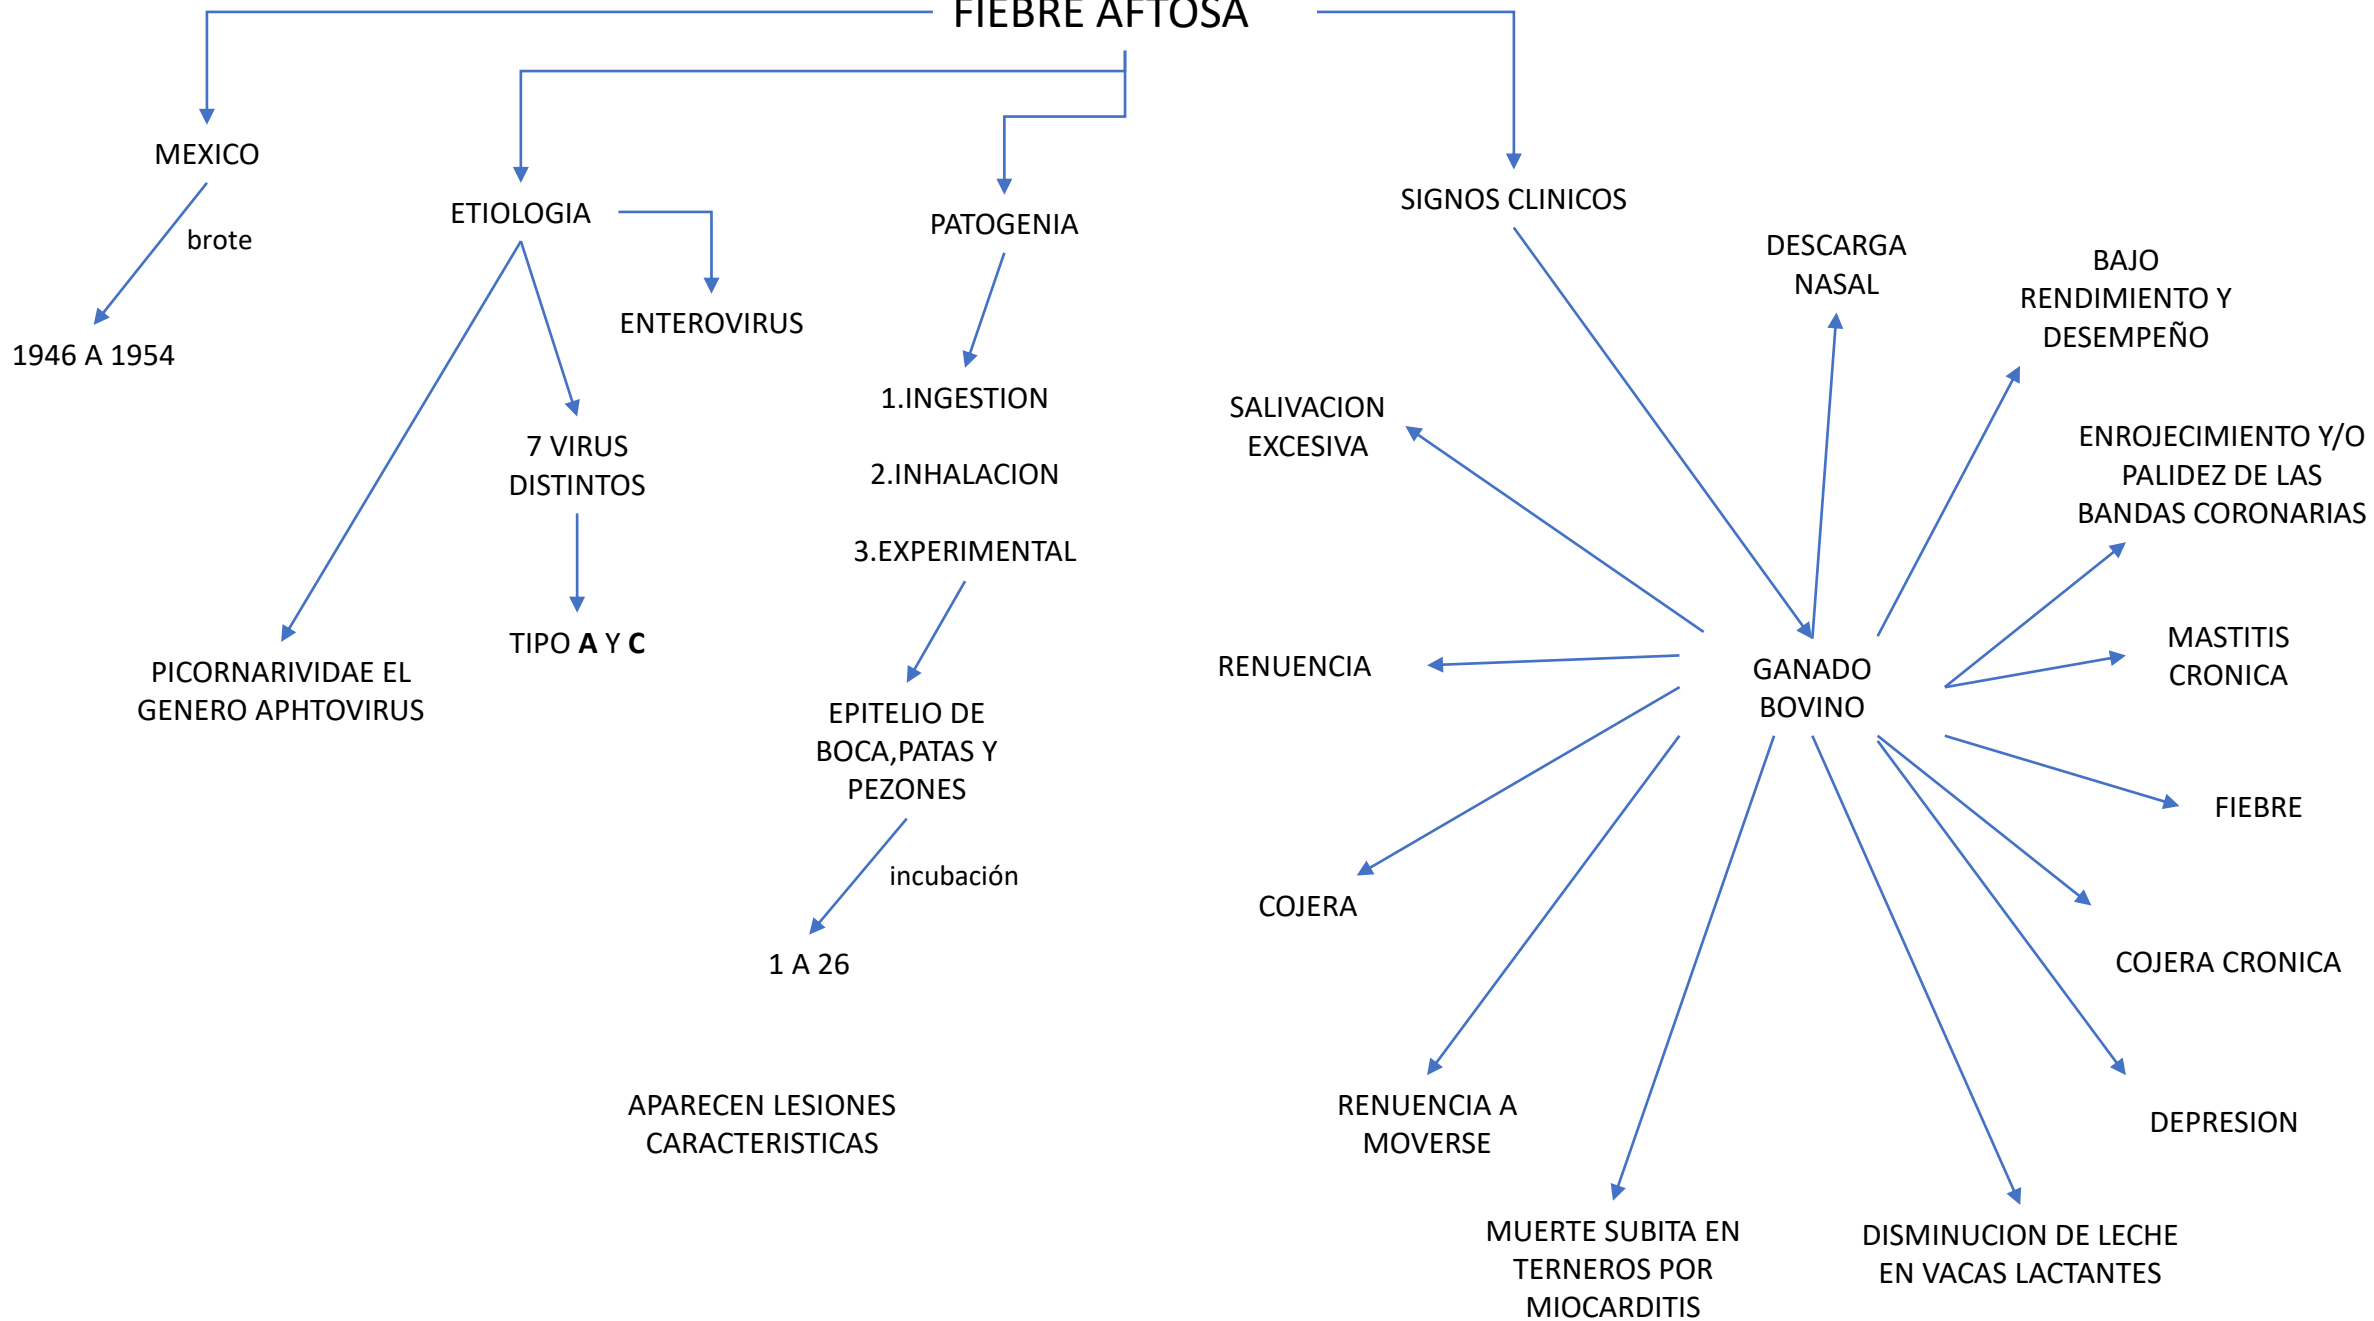 FIEBRE AFTOSA
MEXICO
brote
1946 A 1954
ETIOLOGIA
ENTEROVIRUS
7 VIRUS
DISTINTOS
TIPO A Y C
PICORNARIVIDAE EL
GENERO APHTOVIRUS
PATOGENIA
1.INGESTION
2.INHALACION
3.EXPERIMENTAL
EPITELIO DE
BOCA,PATAS Y
PEZONES
incubación
1 A 26
APARECEN LESIONES
CARACTERISTICAS
SIGNOS CLINICOS
GANADO
BOVINO
DESCARGA
NASAL
BAJO
RENDIMIENTO Y
DESEMPEÑO
ENROJECIMIENTO Y/O
PALIDEZ DE LAS
BANDAS CORONARIAS
MASTITIS
CRONICA
FIEBRE
COJERA CRONICA
DEPRESION
DISMINUCION DE LECHE
EN VACAS LACTANTES
MUERTE SUBITA EN
TERNEROS POR
MIOCARDITIS
RENUENCIA A
MOVERSE
COJERA
RENUENCIA
SALIVACION
EXCESIVA